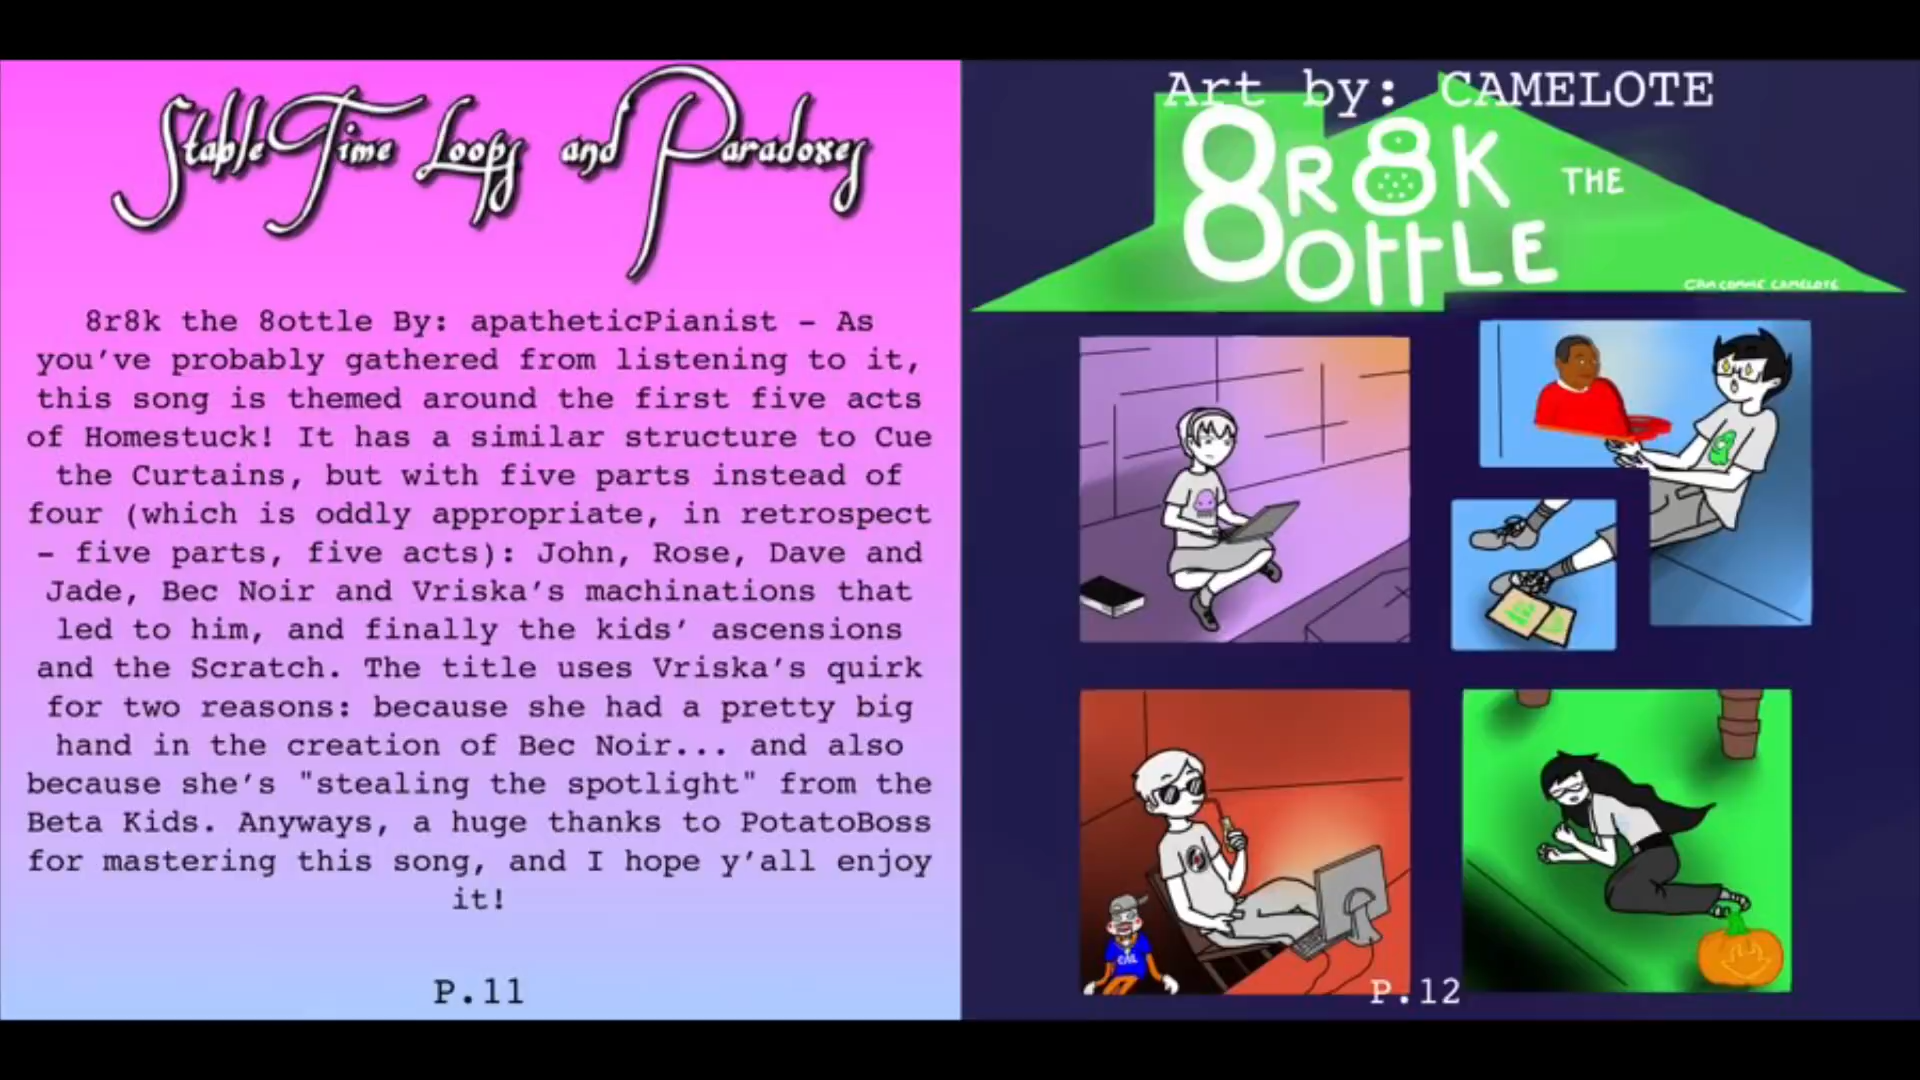 Stable Time Loops and Paradoxes
8r8k the 8ottle By: apatheticPianist – As
you’ve probably gathered from listening to it,
this song is themed around the first five acts
of Homestuck! It has a similar structure to Cue
the Curtains, but with five parts instead of
four (which is oddly appropriate, in retrospect
– five parts, five acts): John, Rose, Dave and
Jade, Bec Noir and Vriska’s machinations that
led to him, and finally the kids’ ascensions
and the Scratch. The title uses Vriska’s quirk
for two reasons: because she had a pretty big
hand in the creation of Bec Noir... and also
because she’s "stealing the spotlight" from the
Beta Kids. Anyways, a huge thanks to PotatoBoss
for mastering this song, and I hope y’all enjoy
it!
P.11
Art by: CAMELOTE
8R8K THE
8OTTLE
CAL
P.12